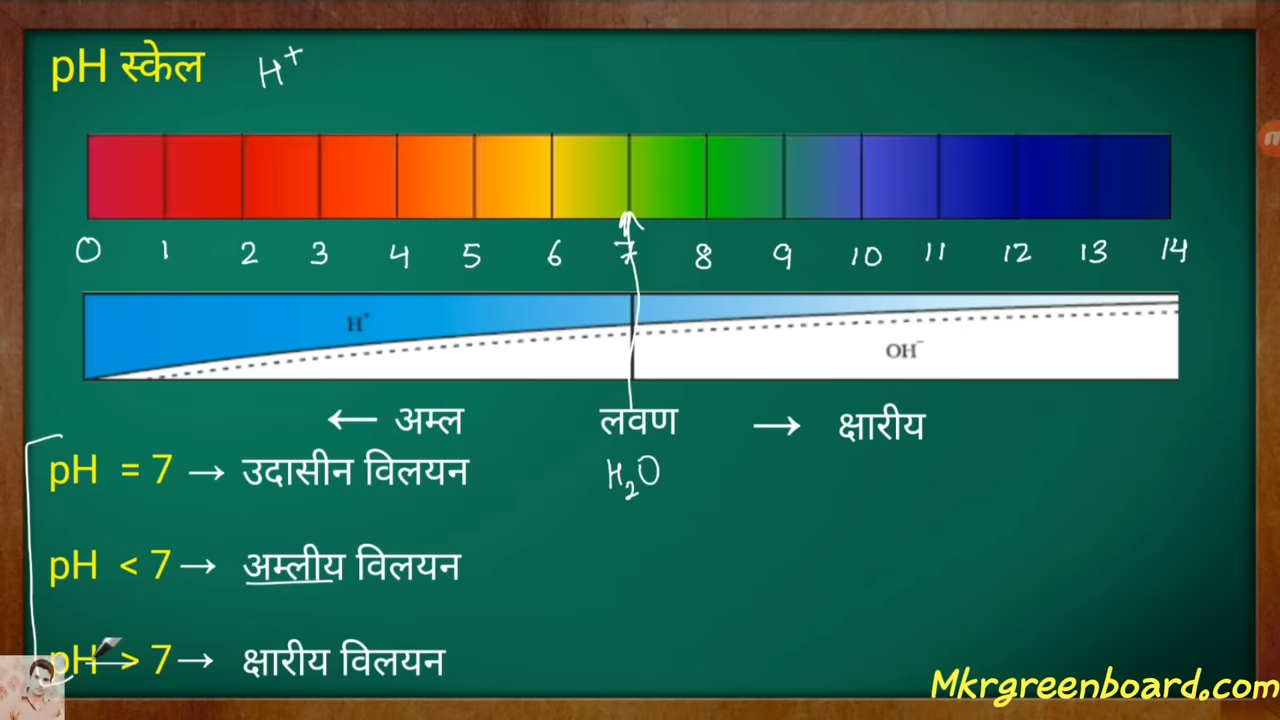 pH स्केल H⁺
0 1 2 3 4 5 6 7 8 9 10 11 12 13 14
H⁺
OH⁻
← अम्ल लवण → क्षारीय
pH = 7 → उदासीन विलयन H₂O
pH < 7 → अम्लीय विलयन
pH > 7 → क्षारीय विलयन
Mkrgreenboard.com